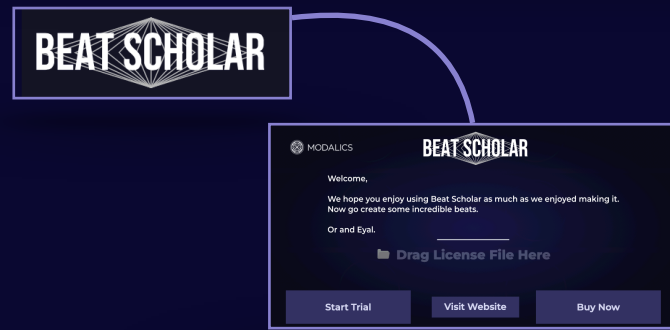 BEAT SCHOLAR
MODALICS
BEAT SCHOLAR
Welcome,
We hope you enjoy using Beat Scholar as much as we enjoyed making it.
Now go create some incredible beats.
Or and Eyal.
Drag License File Here
Start Trial
Visit Website
Buy Now